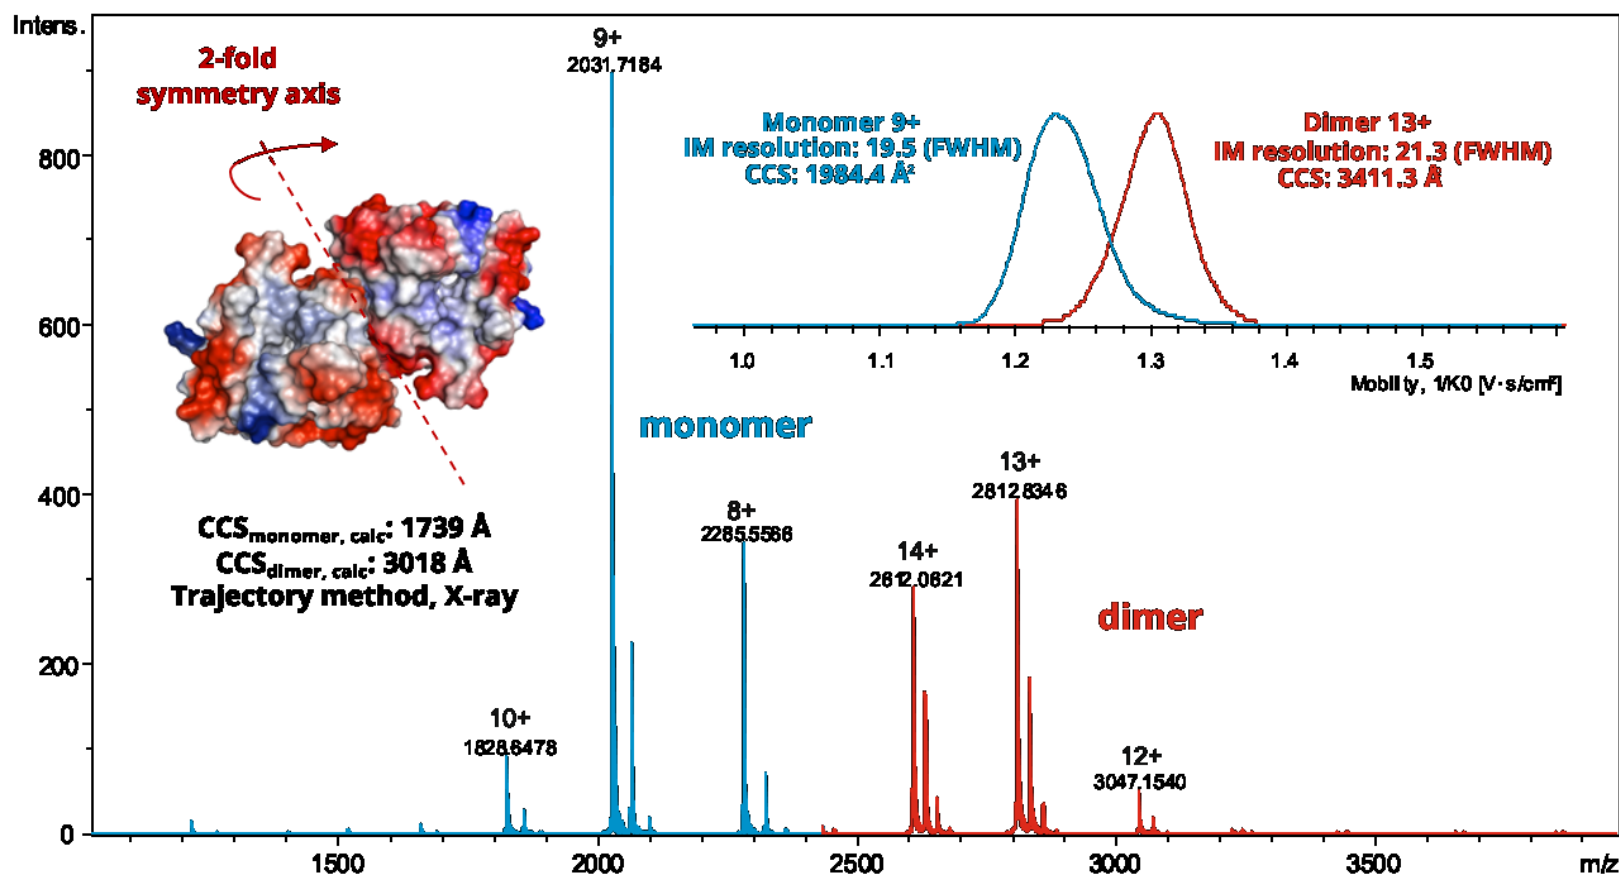 Intens.
2-fold
symmetry axis
9+
2031.7184
Monomer 9+
IM resolution: 19.5 (FWHM)
CCS: 1984.4 Å²
Dimer 13+
IM resolution: 21.3 (FWHM)
CCS: 3411.3 Å
800
600
400
200
0
1.0 1.1 1.2 1.3 1.4 1.5
Mobility, 1/K0 [V·s/cm²]
monomer
13+
2812.8346
8+
2285.5566
14+
2612.0621
CCSmonomer, calc: 1739 Å
CCSdimer, calc: 3018 Å
Trajectory method, X-ray
dimer
10+
1828.6478
12+
3047.1540
1500 2000 2500 3000 3500 m/z